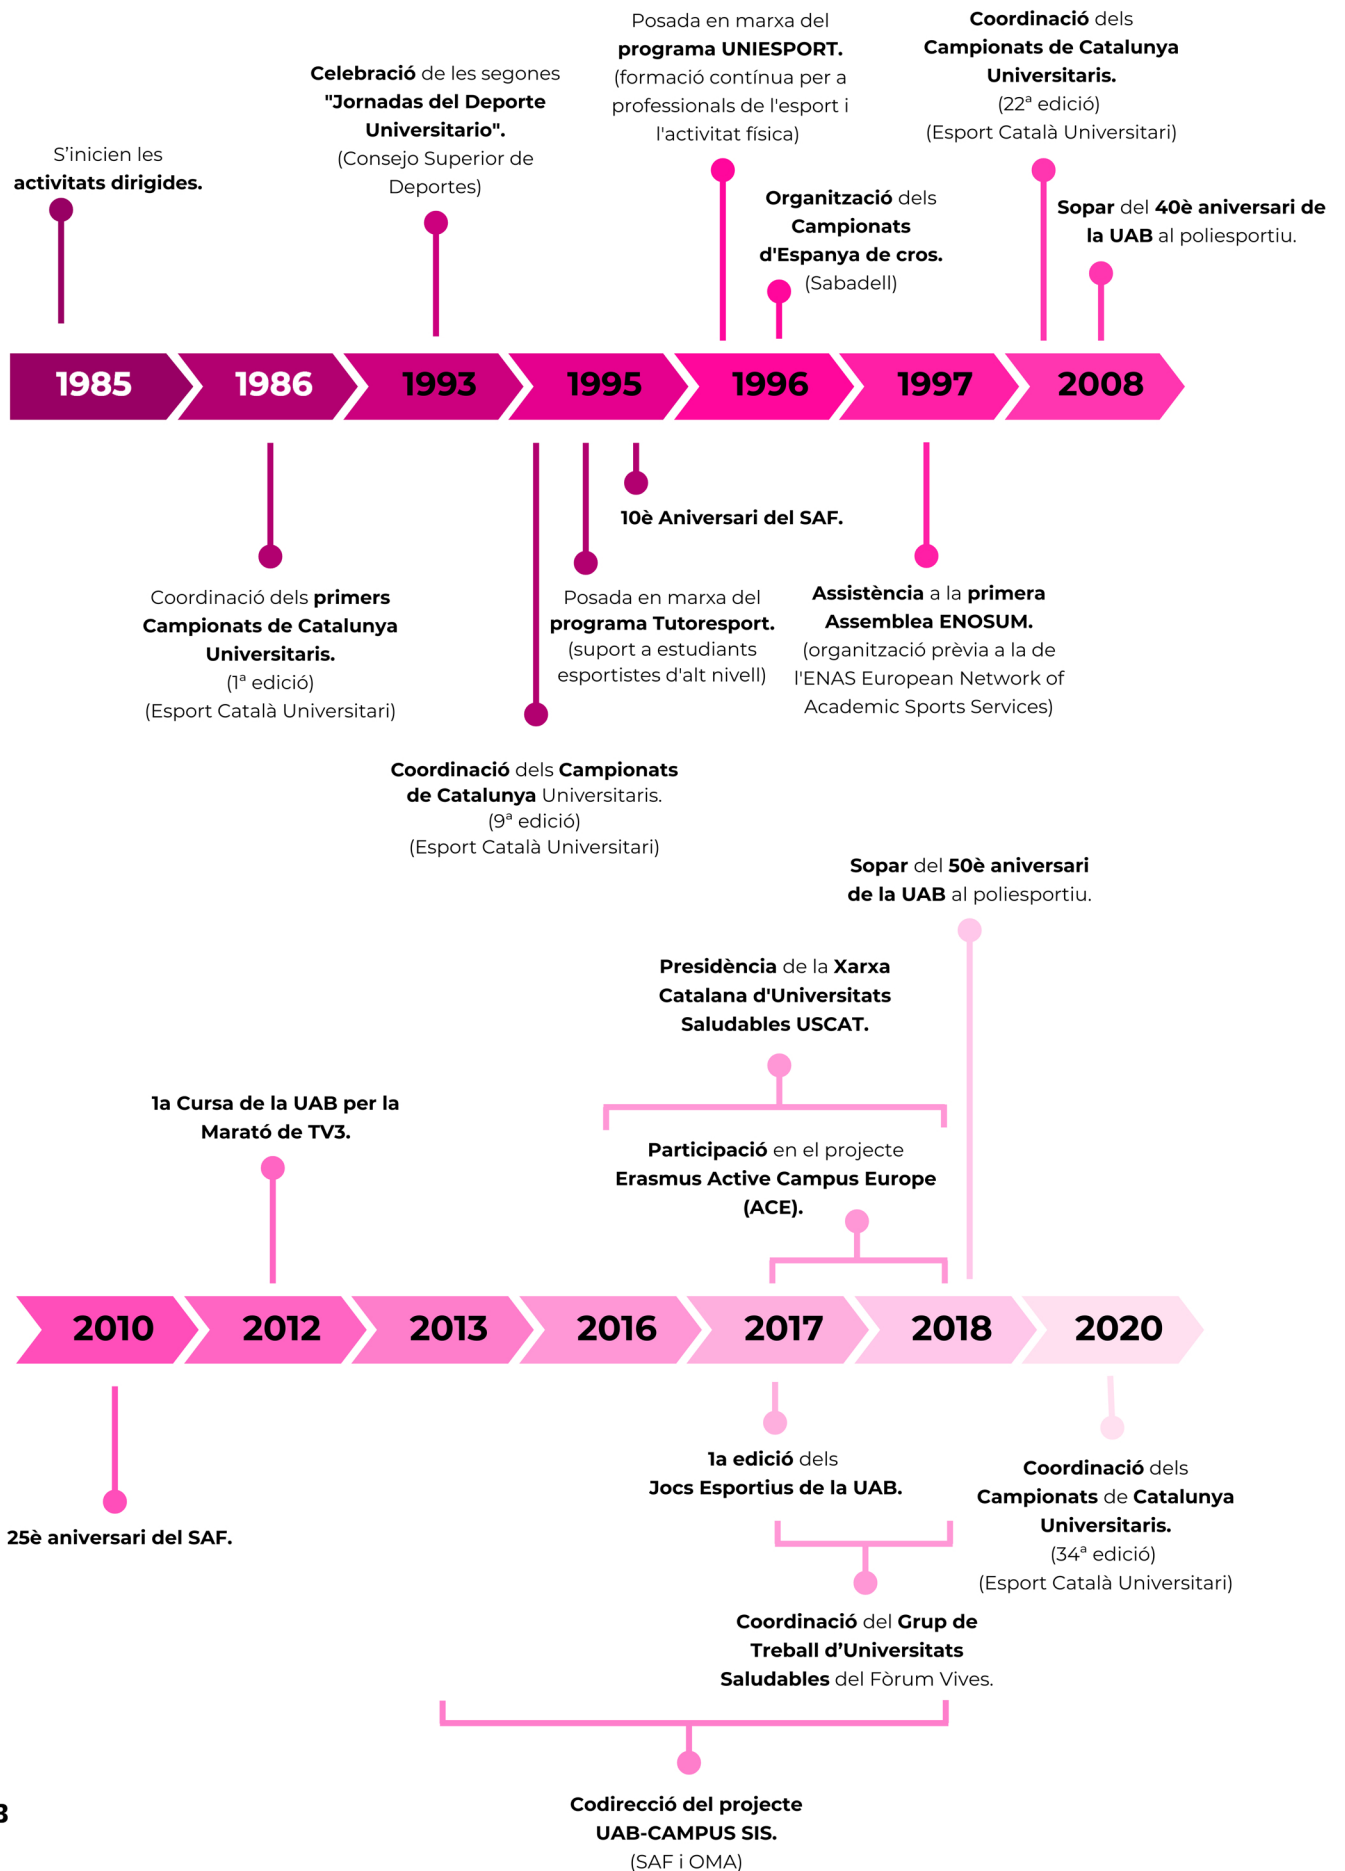 S'inicien les
activitats dirigides.
Celebració de les segones
"Jornadas del Deporte
Universitario".
(Consejo Superior de
Deportes)
Posada en marxa del
programa UNIESPORT.
(formació contínua per a
professionals de l'esport i
l'activitat física)
Organització dels
Campionats
d'Espanya de cros.
(Sabadell)
Coordinació dels
Campionats de Catalunya
Universitaris.
(22ª edició)
(Esport Català Universitari)
Sopar del 40è aniversari de
la UAB al poliesportiu.
1985
1986
1993
1995
1996
1997
2008
Coordinació dels primers
Campionats de Catalunya
Universitaris.
(1ª edició)
(Esport Català Universitari)
Coordinació dels Campionats
de Catalunya Universitaris.
(9ª edició)
(Esport Català Universitari)
Posada en marxa del
programa Tutoresport.
(suport a estudiants
esportistes d'alt nivell)
10è Aniversari del SAF.
Assistència a la primera
Assemblea ENOSUM.
(organització prèvia a la de
l'ENAS European Network of
Academic Sports Services)
1a Cursa de la UAB per la
Marató de TV3.
Presidència de la Xarxa
Catalana d'Universitats
Saludables USCAT.
Participació en el projecte
Erasmus Active Campus Europe
(ACE).
Sopar del 50è aniversari
de la UAB al poliesportiu.
2010
2012
2013
2016
2017
2018
2020
25è aniversari del SAF.
1a edició dels
Jocs Esportius de la UAB.
Coordinació del Grup de
Treball d’Universitats
Saludables del Fòrum Vives.
Codirecció del projecte
UAB-CAMPUS SIS.
(SAF i OMA)
Coordinació dels
Campionats de Catalunya
Universitaris.
(34ª edició)
(Esport Català Universitari)